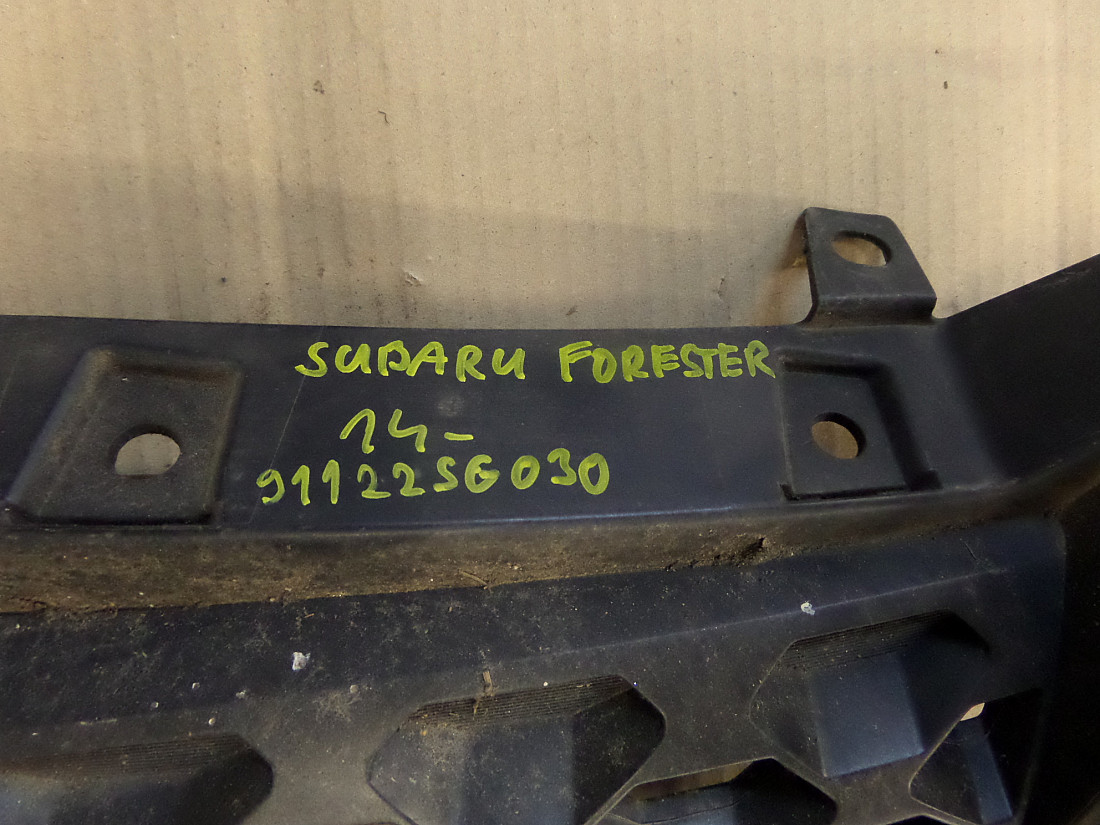 SUBARU FORESTER
14-
91122SG030